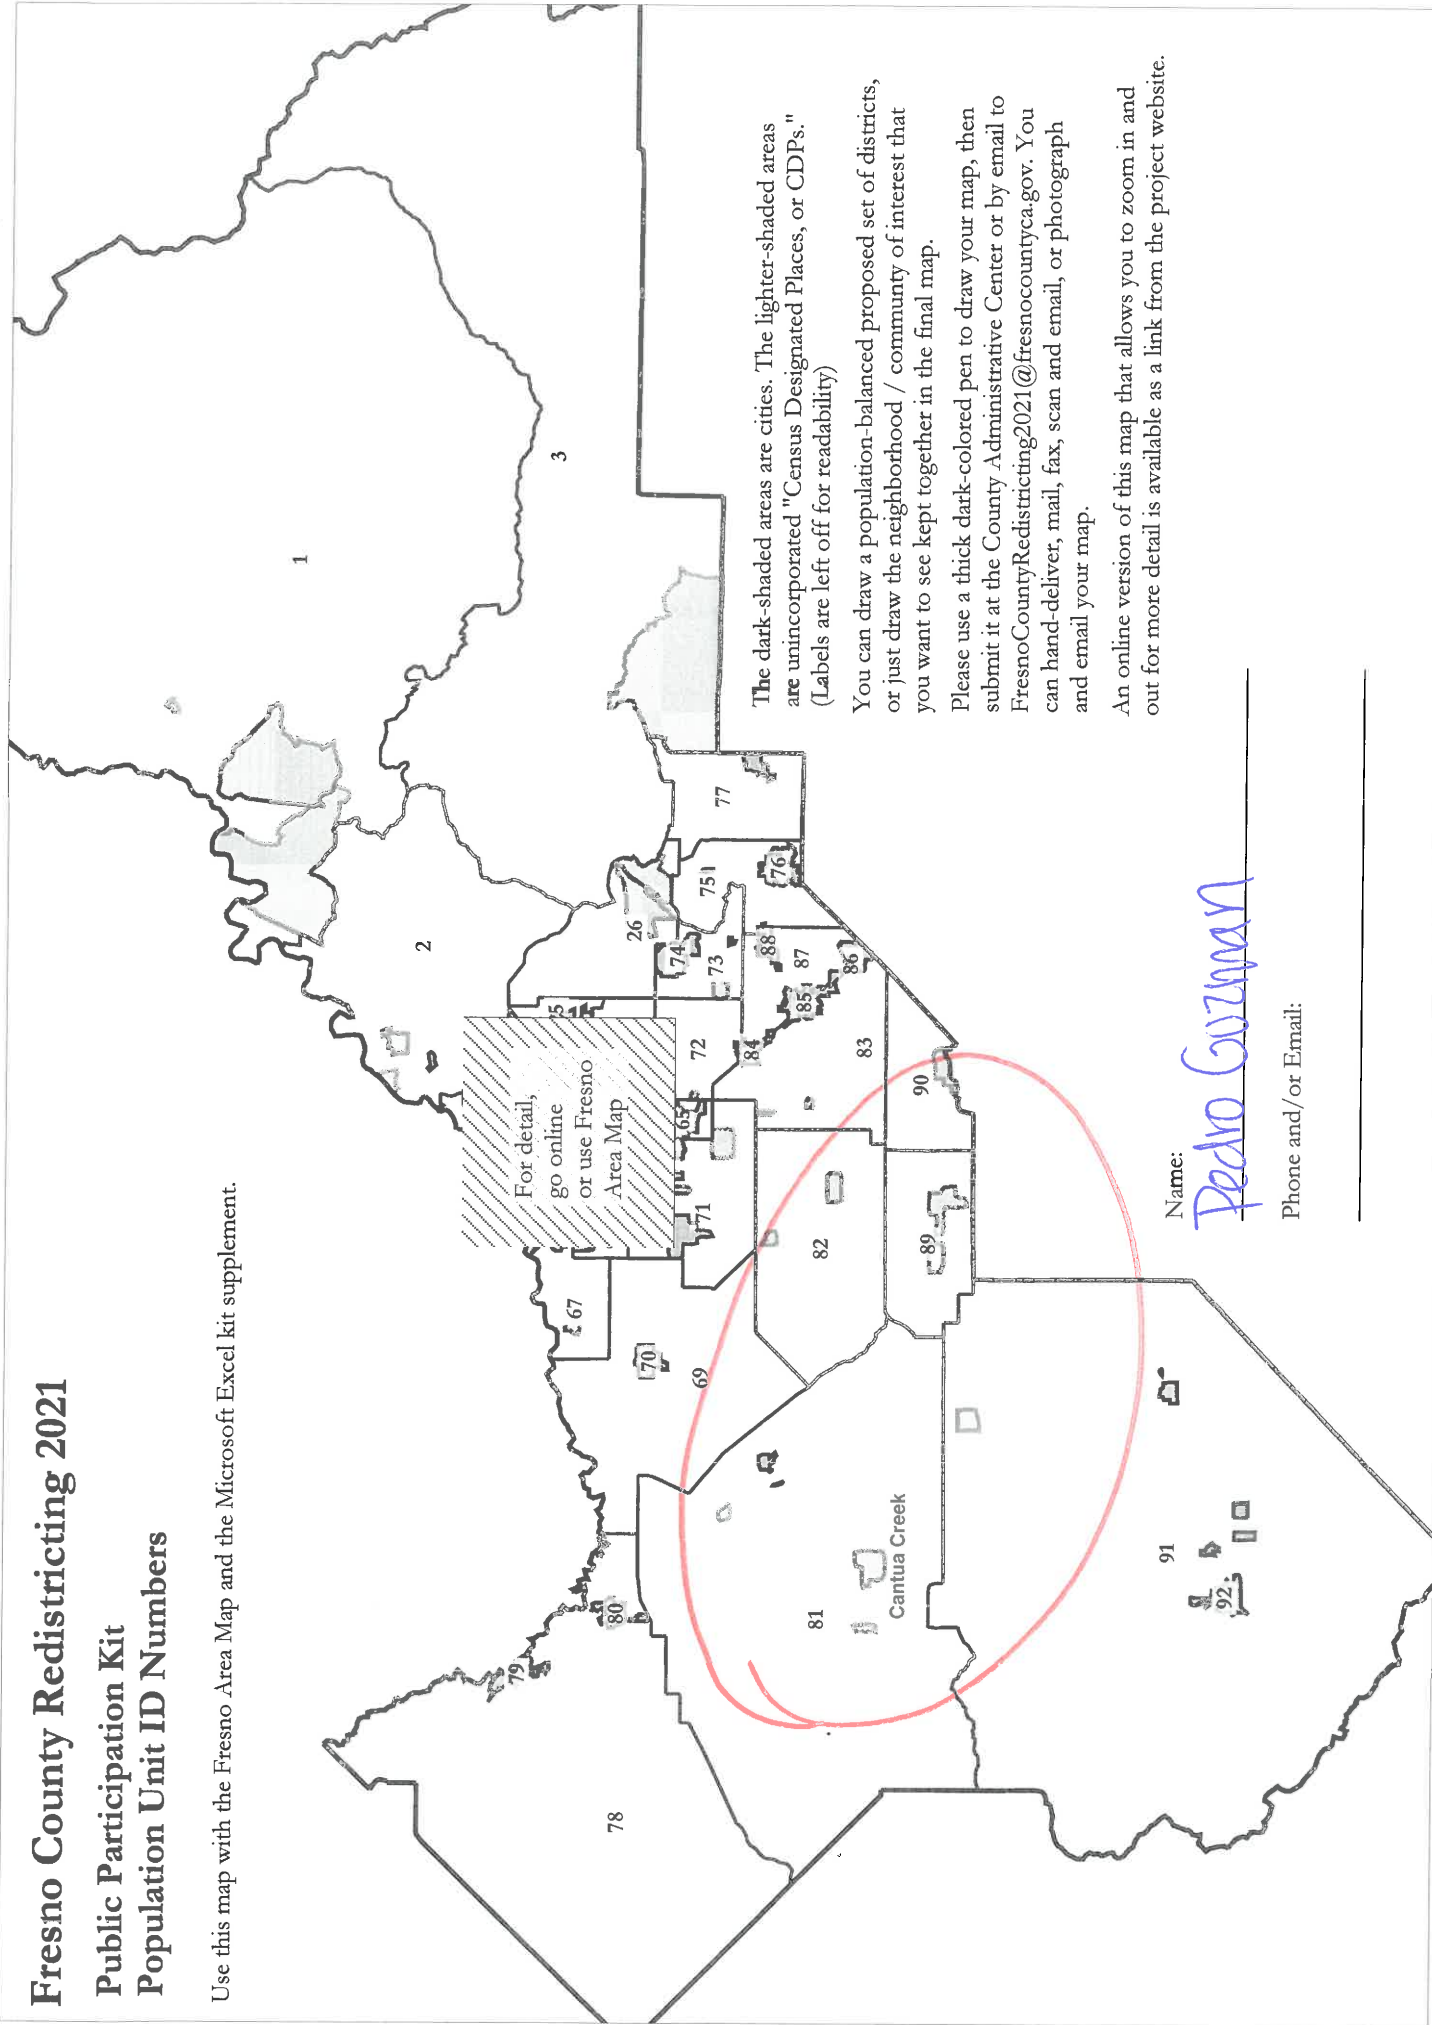 Fresno County Redistricting 2021
Public Participation Kit
Population Unit ID Numbers
Use this map with the Fresno Area Map and the Microsoft Excel kit supplement.
1
2
3
For detail,
go online
or use Fresno
Area Map
67
70
69
71
65
72
26
74
73
75
76
77
84
88
87
85
86
83
82
90
89
80
79
78
81
Cantua Creek
91
92
The dark-shaded areas are cities. The lighter-shaded areas
are unincorporated "Census Designated Places, or CDPs."
(Labels are left off for readability)
You can draw a population-balanced proposed set of districts,
or just draw the neighborhood / community of interest that
you want to see kept together in the final map.
Please use a thick dark-colored pen to draw your map, then
submit it at the County Administrative Center or by email to
FresnoCountyRedistricting2021@fresnocountyca.gov. You
can hand-deliver, mail, fax, scan and email, or photograph
and email your map.
An online version of this map that allows you to zoom in and
out for more detail is available as a link from the project website.
Name:
Pedro Guzman
Phone and/or Email: